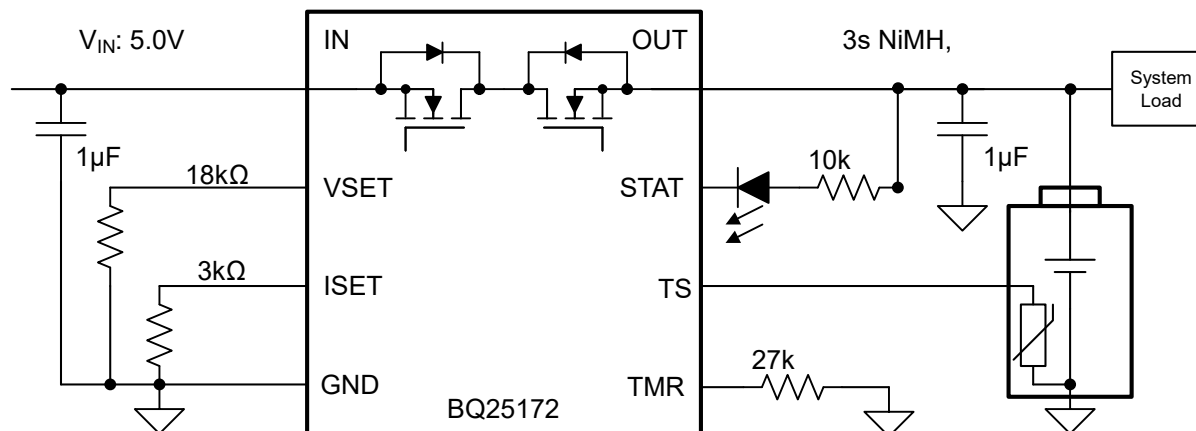 V_IN: 5.0V
IN
OUT
3s NiMH,
System
Load
1µF
18kΩ
VSET
STAT
10k
1µF
3kΩ
ISET
TS
GND
TMR
27k
BQ25172